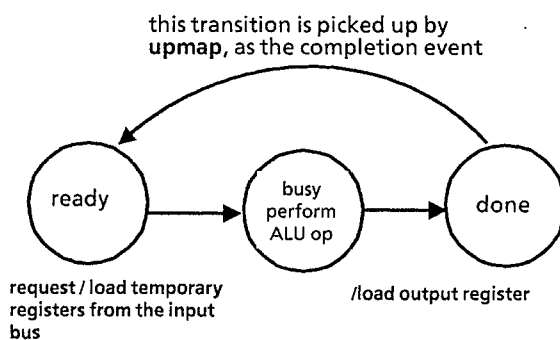 this transition is picked up by
upmap, as the completion event
ready
busy
perform
ALU op
done
request / load temporary
registers from the input
bus
/load output register